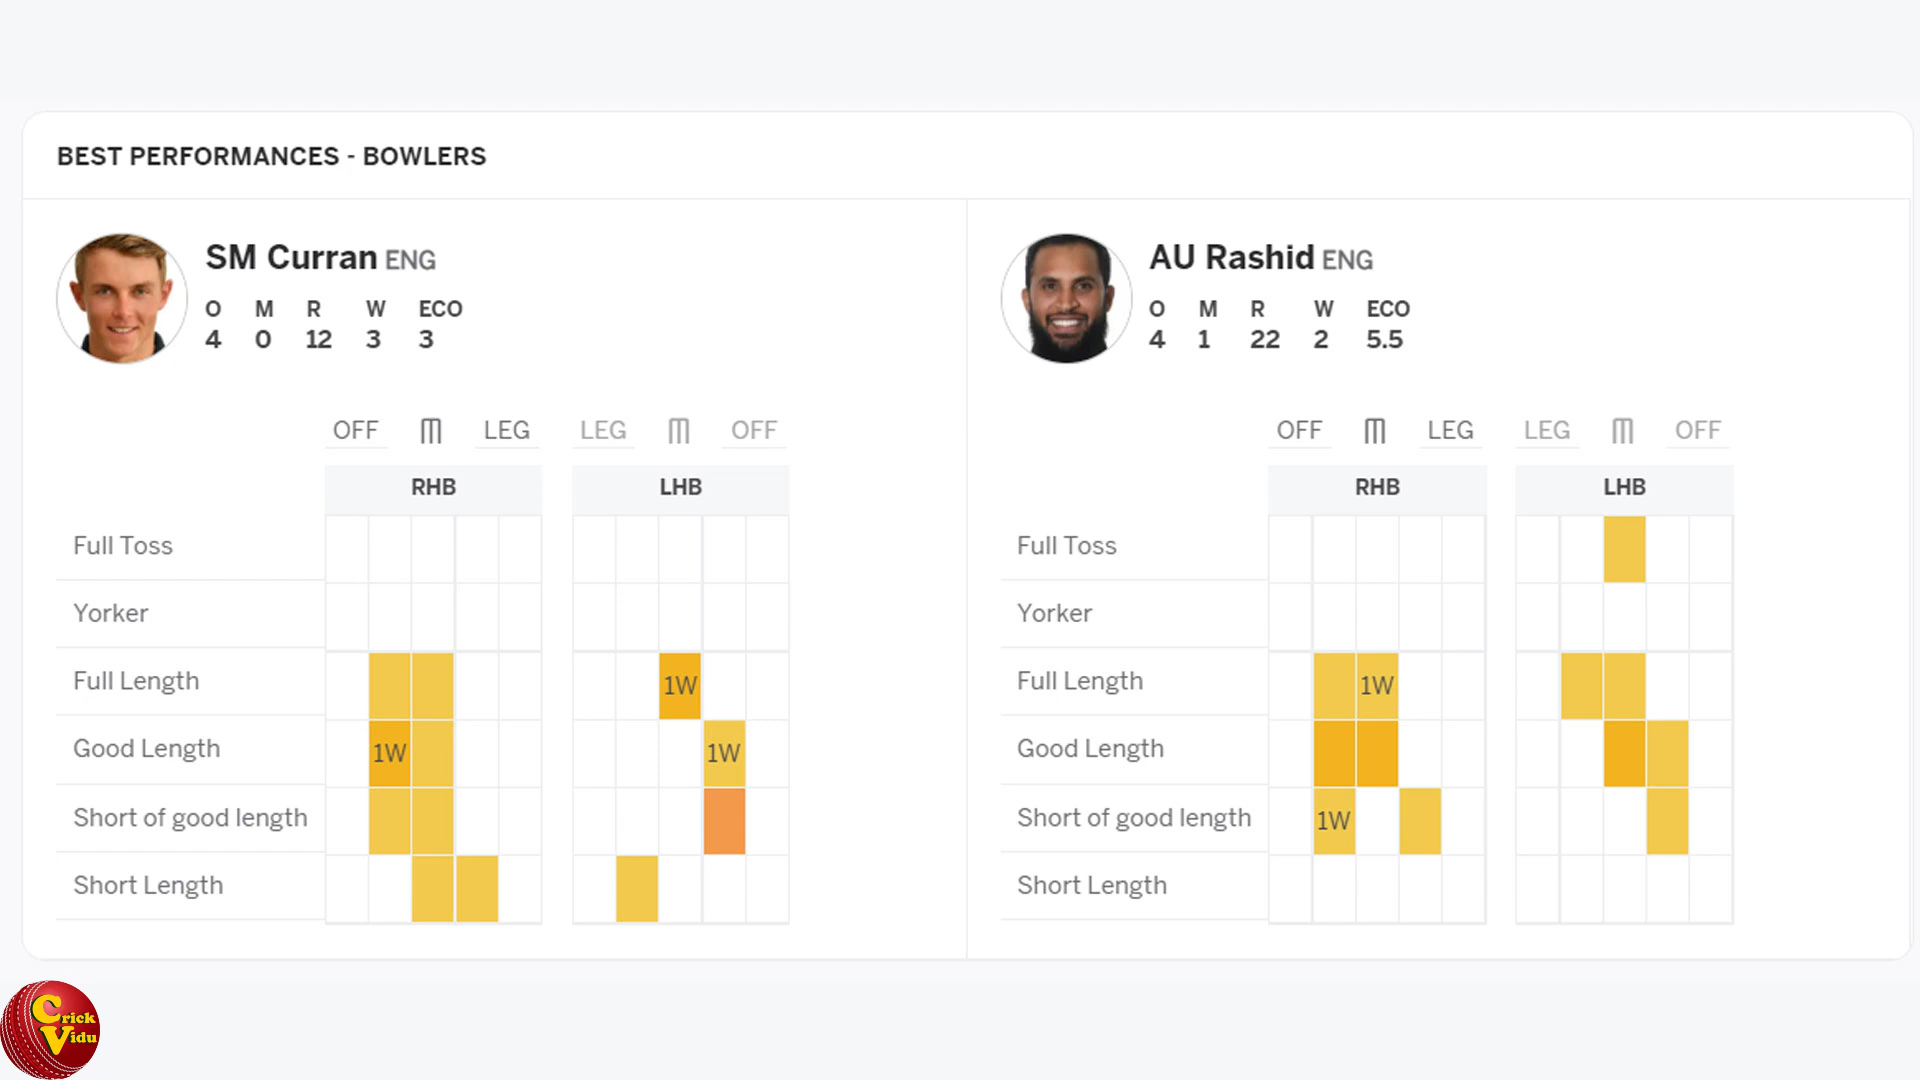 BEST PERFORMANCES - BOWLERS
SM Curran ENG
O M R W ECO
4 0 12 3 3
OFF LEG LEG OFF
RHB LHB
Full Toss
Yorker
Full Length 1W
Good Length 1W 1W
Short of good length
Short Length
AU Rashid ENG
O M R W ECO
4 1 22 2 5.5
OFF LEG LEG OFF
RHB LHB
Full Toss
Yorker
Full Length 1W
Good Length
Short of good length 1W
Short Length
Crick
Vidu